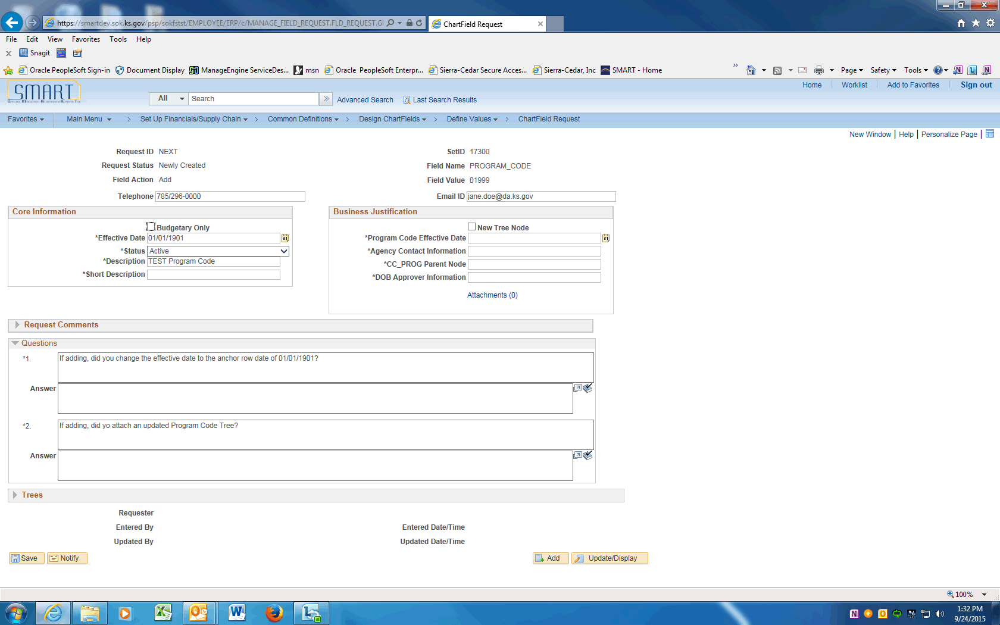 https://smartdev.sok.ks.gov/psp/sokfstst/EMPLOYEE/ERP/c/MANAGE_FIELD_REQUEST.FLD_REQUEST.GI
ChartField Request
File Edit View Favorites Tools Help
x Snagit
Oracle PeopleSoft Sign-in Document Display ManageEngine ServiceDes... msn Oracle PeopleSoft Enterpr... Sierra-Cedar Secure Acces... Sierra-Cedar, Inc SMART - Home » Page Safety Tools
SMART
Home Worklist Add to Favorites Sign out
All Search » Advanced Search Last Search Results
Favorites Main Menu > Set Up Financials/Supply Chain > Common Definitions > Design ChartFields > Define Values > ChartField Request
New Window | Help | Personalize Page |
Request ID NEXT SetID 17300
Request Status Newly Created Field Name PROGRAM_CODE
Field Action Add Field Value 01999
Telephone 785/296-0000 Email ID jane.doe@da.ks.gov
Core Information Business Justification
Budgetary Only New Tree Node
*Effective Date 01/01/1901 *Program Code Effective Date
*Status Active *Agency Contact Information
*Description TEST Program Code *CC_PROG Parent Node
*Short Description *DOB Approver Information
Attachments (0)
Request Comments
Questions
*1. If adding, did you change the effective date to the anchor row date of 01/01/1901?
Answer
*2. If adding, did yo attach an updated Program Code Tree?
Answer
Trees
Requester
Entered By Entered Date/Time
Updated By Updated Date/Time
Save Notify Add Update/Display
100%
1:32 PM
9/24/2015